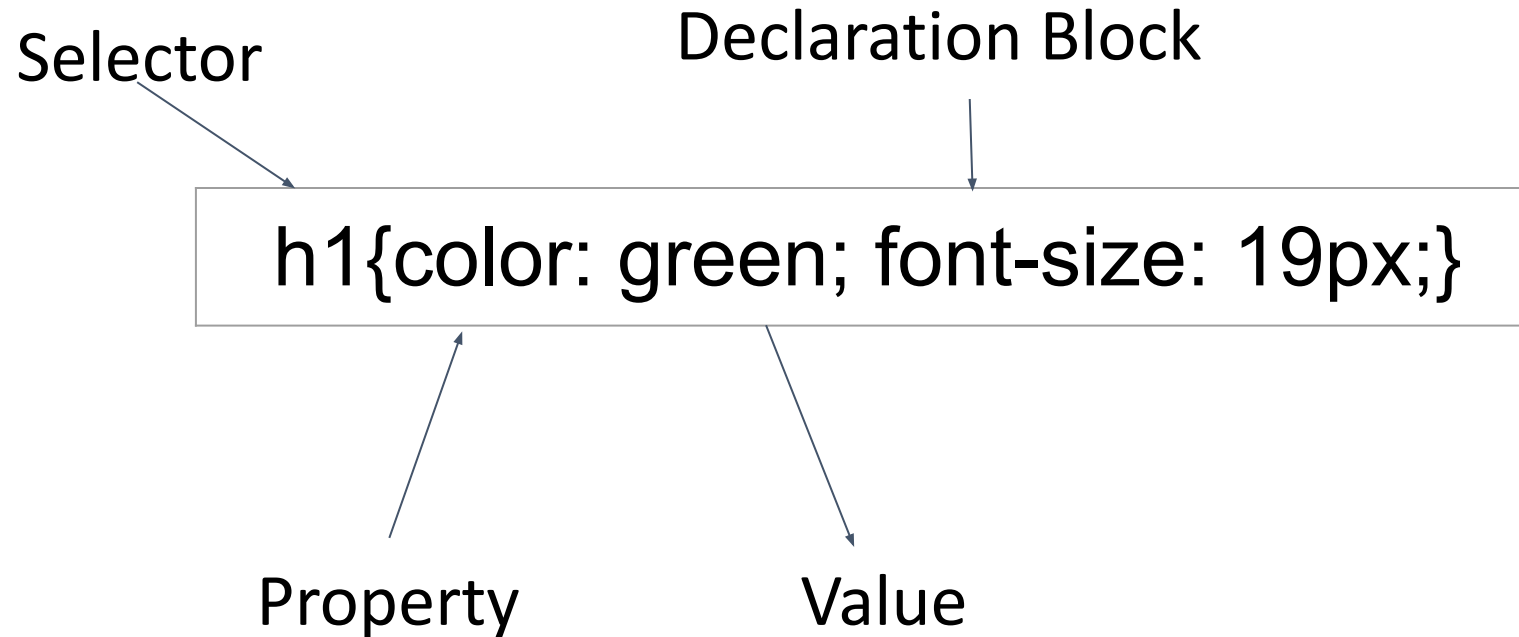 Selector
Declaration Block
h1{color: green; font-size: 19px;}
Property
Value